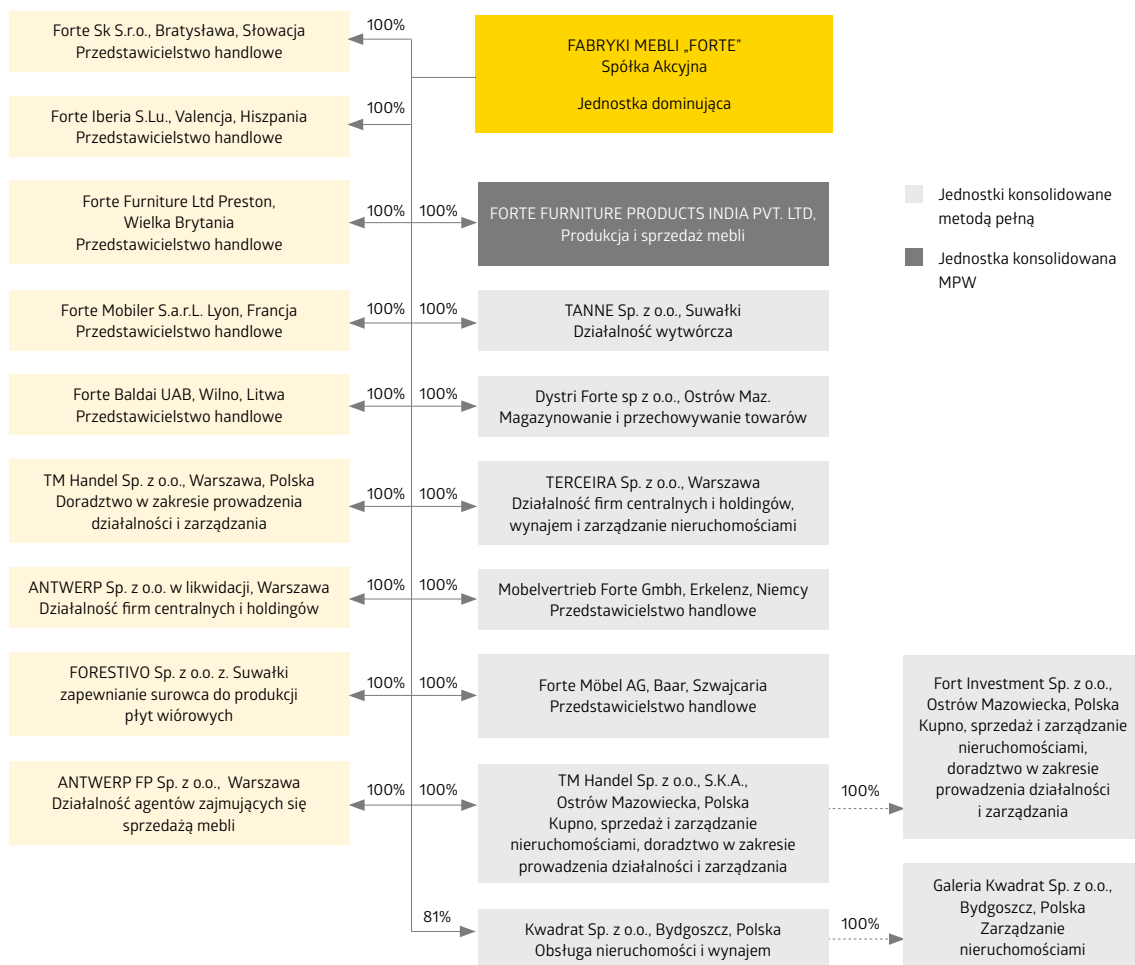 Forte Sk S.r.o., Bratysława, Słowacja
Przedstawicielstwo handlowe
100%
FABRYKI MEBLI „FORTE”
Spółka Akcyjna
Jednostka dominująca
Forte Iberia S.Lu., Valencja, Hiszpania
Przedstawicielstwo handlowe
100%
Forte Furniture Ltd Preston,
Wielka Brytania
Przedstawicielstwo handlowe
100%
100%
FORTE FURNITURE PRODUCTS INDIA PVT. LTD,
Produkcja i sprzedaż mebli
Jednostki konsolidowane
metodą pełną
Jednostka konsolidowana
MPW
Forte Mobiler S.a.r.L. Lyon, Francja
Przedstawicielstwo handlowe
100%
100%
TANNE Sp. z o.o., Suwałki
Działalność wytwórcza
Forte Baldai UAB, Wilno, Litwa
Przedstawicielstwo handlowe
100%
100%
Dystri Forte sp z o.o., Ostrów Maz.
Magazynowanie i przechowywanie towarów
TM Handel Sp. z o.o., Warszawa, Polska
Doradztwo w zakresie prowadzenia
działalności i zarządzania
100%
100%
TERCEIRA Sp. z o.o., Warszawa
Działalność firm centralnych i holdingów,
wynajem i zarządzanie nieruchomościami
ANTWERP Sp. z o.o. w likwidacji, Warszawa
Działalność firm centralnych i holdingów
100%
100%
Mobelvertrieb Forte Gmbh, Erkelenz, Niemcy
Przedstawicielstwo handlowe
FORESTIVO Sp. z o.o. z. Suwałki
zapewnianie surowca do produkcji
płyt wiórowych
100%
100%
Forte Möbel AG, Baar, Szwajcaria
Przedstawicielstwo handlowe
Fort Investment Sp. z o.o.,
Ostrów Mazowiecka, Polska
Kupno, sprzedaż i zarządzanie
nieruchomościami,
doradztwo w zakresie
prowadzenia działalności
i zarządzania
ANTWERP FP Sp. z o.o., Warszawa
Działalność agentów zajmujących się
sprzedażą mebli
100%
100%
TM Handel Sp. z o.o., S.K.A.,
Ostrów Mazowiecka, Polska
Kupno, sprzedaż i zarządzanie
nieruchomościami, doradztwo w zakresie
prowadzenia działalności i zarządzania
100%
81%
Kwadrat Sp. z o.o., Bydgoszcz, Polska
Obsługa nieruchomości i wynajem
100%
Galeria Kwadrat Sp. z o.o.,
Bydgoszcz, Polska
Zarządzanie
nieruchomościami